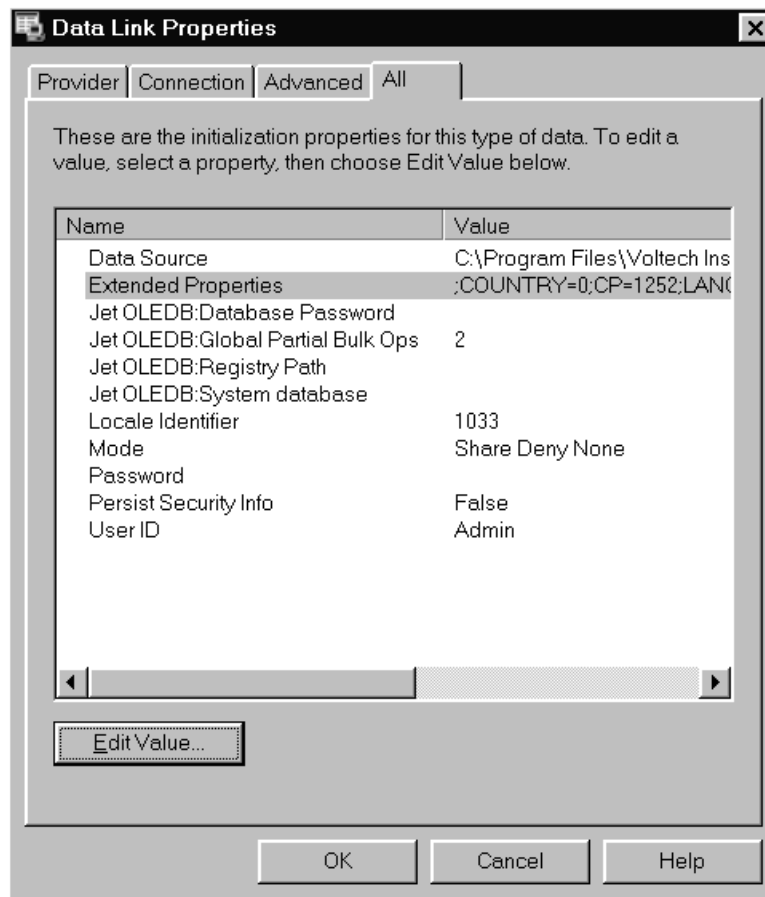 Data Link Properties
Provider Connection Advanced All
These are the initialization properties for this type of data. To edit a
value, select a property, then choose Edit Value below.
Name Value
Data Source C:\Program Files\Voltech Ins
Extended Properties ;COUNTRY=0;CP=1252;LANG
Jet OLEDB:Database Password
Jet OLEDB:Global Partial Bulk Ops 2
Jet OLEDB:Registry Path
Jet OLEDB:System database
Locale Identifier 1033
Mode Share Deny None
Password
Persist Security Info False
User ID Admin
Edit Value...
OK Cancel Help